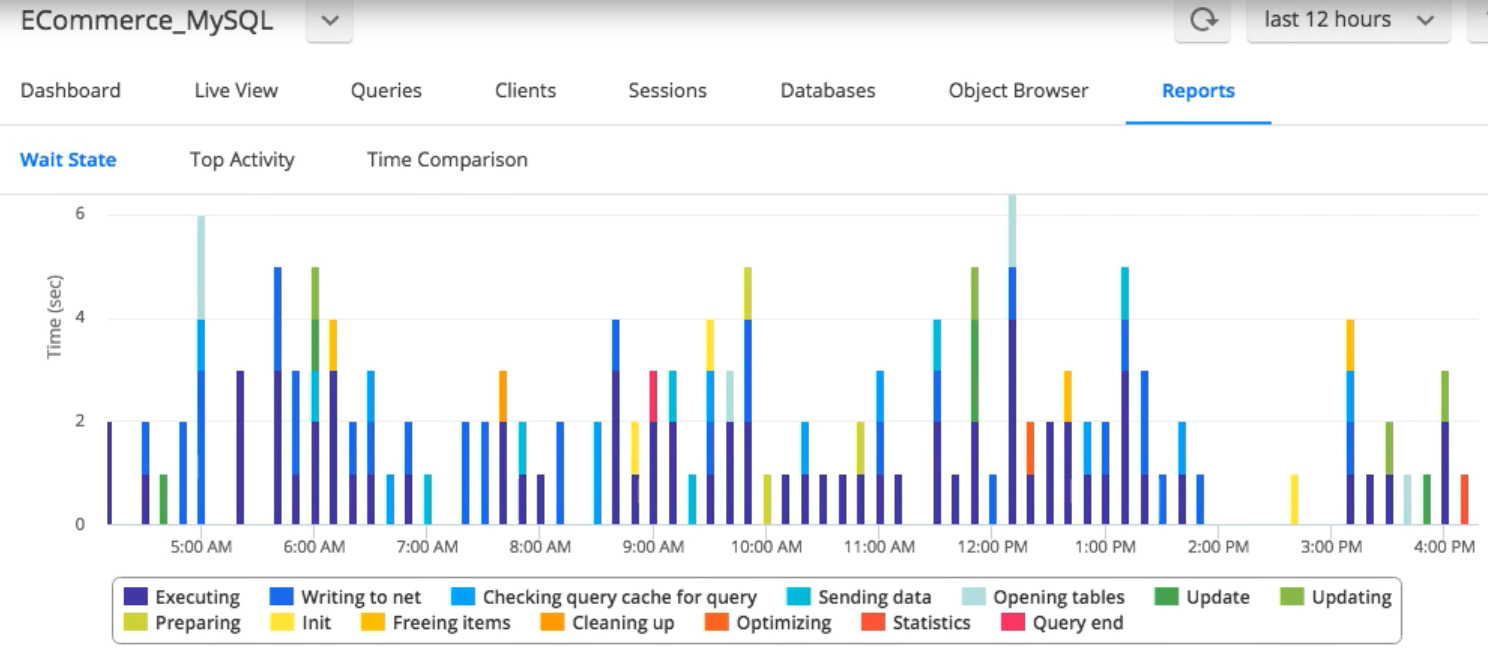 ECommerce_MySQL last 12 hours
Dashboard Live View Queries Clients Sessions Databases Object Browser Reports
Wait State Top Activity Time Comparison
Time (sec)
6
4
2
0
5:00 AM 6:00 AM 7:00 AM 8:00 AM 9:00 AM 10:00 AM 11:00 AM 12:00 PM 1:00 PM 2:00 PM 3:00 PM 4:00 PM
Executing Writing to net Checking query cache for query Sending data Opening tables Update Updating
Preparing Init Freeing items Cleaning up Optimizing Statistics Query end